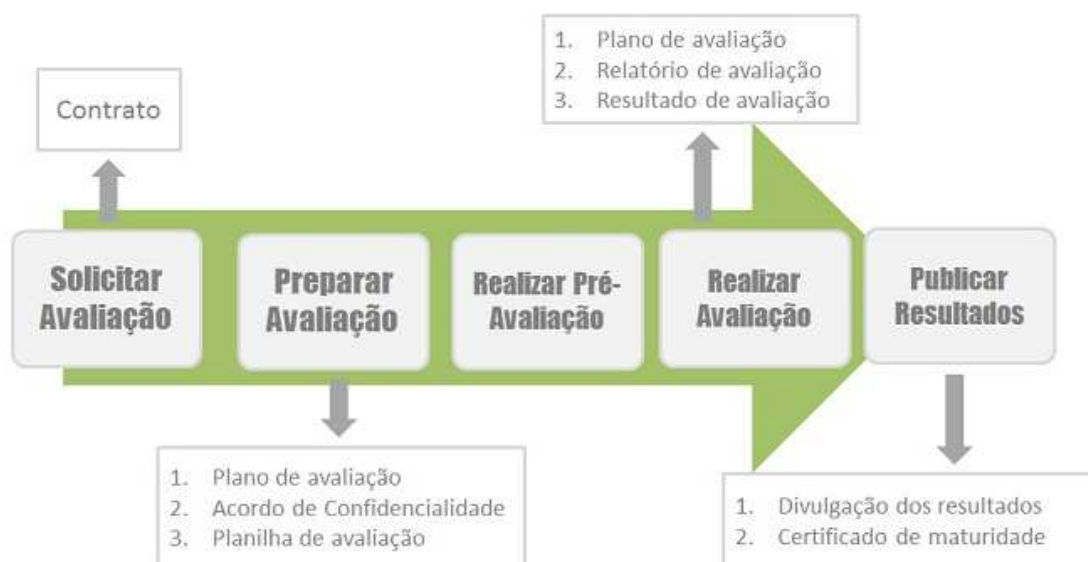 Contrato
1. Plano de avaliação
2. Relatório de avaliação
3. Resultado de avaliação
Solicitar
Avaliação
Preparar
Avaliação
Realizar Pré-
Avaliação
Realizar
Avaliação
Publicar
Resultados
1. Plano de avaliação
2. Acordo de Confidencialidade
3. Planilha de avaliação
1. Divulgação dos resultados
2. Certificado de maturidade